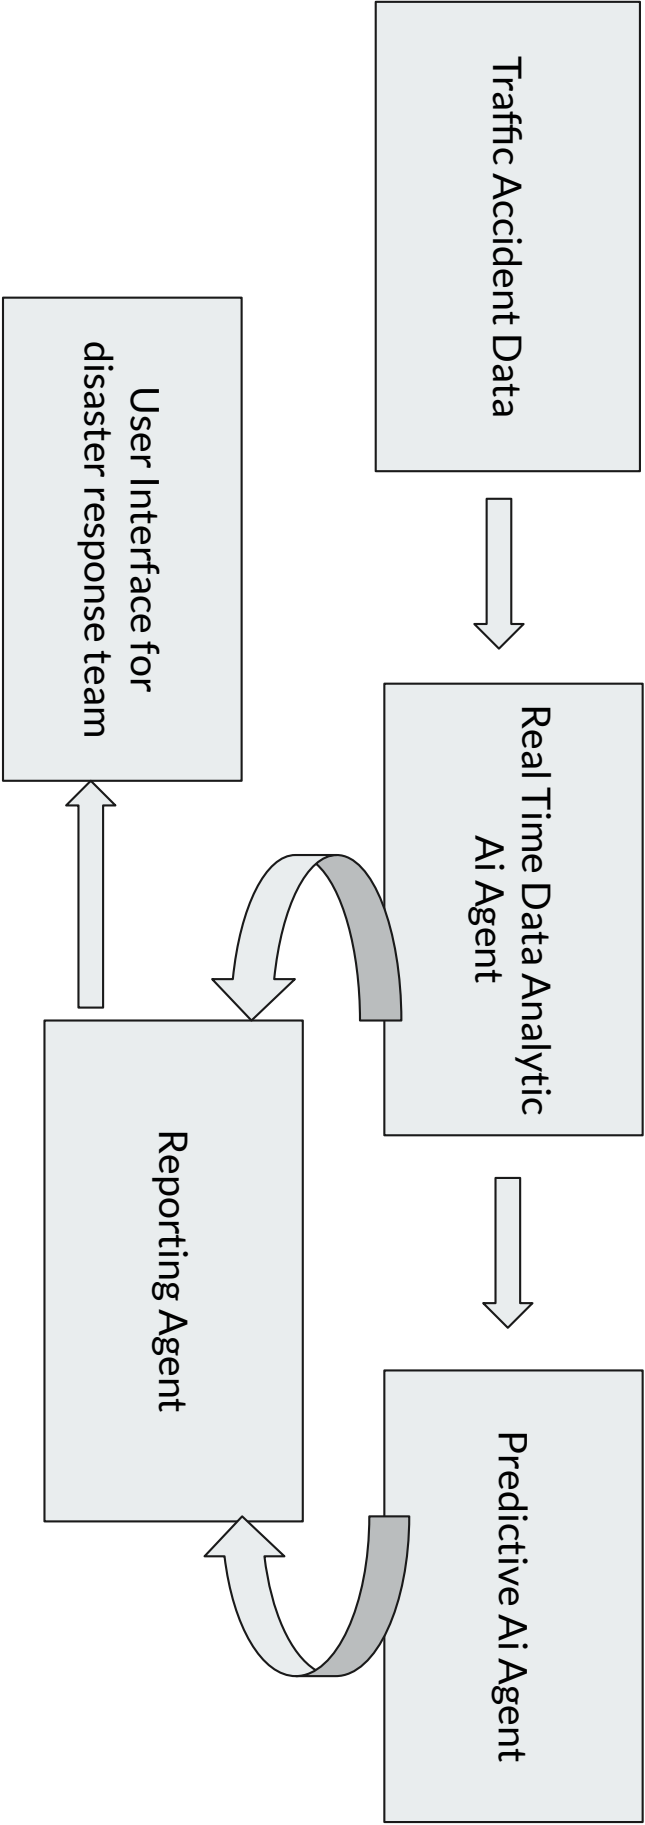 Traffic Accident Data
Real Time Data Analytic
Ai Agent
Predictive Ai Agent
User Interface for
disaster response team
Reporting Agent